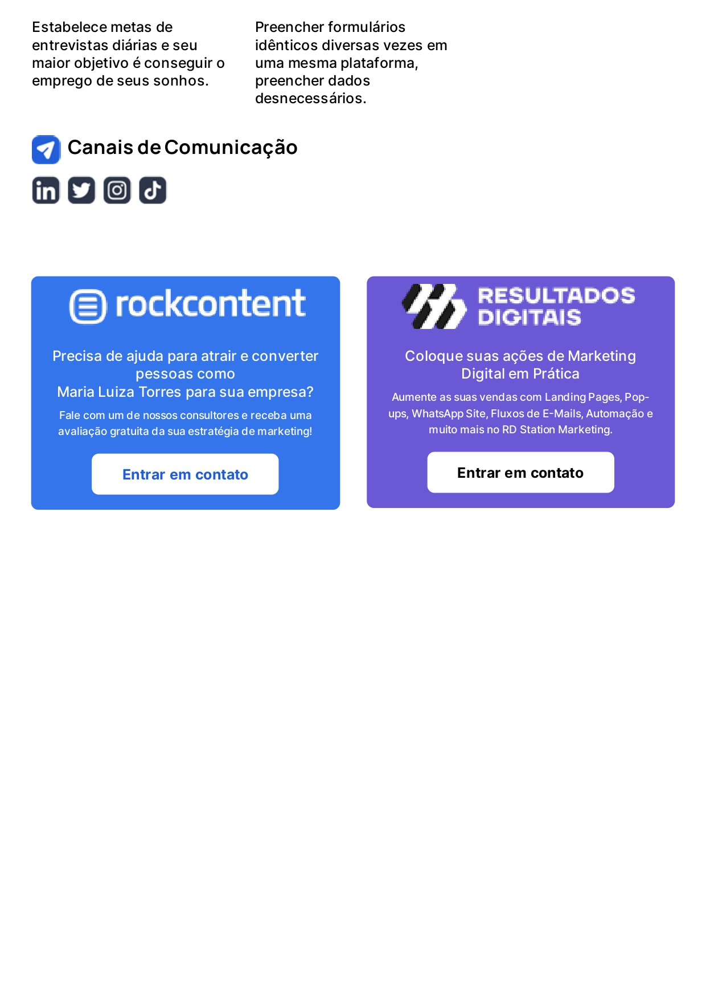 Estabelece metas de
entrevistas diárias e seu
maior objetivo é conseguir o
emprego de seus sonhos.
Preencher formulários
idênticos diversas vezes em
uma mesma plataforma,
preencher dados
desnecessários.
Canais de Comunicação
in
rockcontent
Precisa de ajuda para atrair e converter
pessoas como
Maria Luiza Torres para sua empresa?
Fale com um de nossos consultores e receba uma
avaliação gratuita da sua estratégia de marketing!
Entrar em contato
RESULTADOS
DIGITAIS
Coloque suas ações de Marketing
Digital em Prática
Aumente as suas vendas com Landing Pages, Pop-
ups, WhatsApp Site, Fluxos de E-Mails, Automação e
muito mais no RD Station Marketing.
Entrar em contato